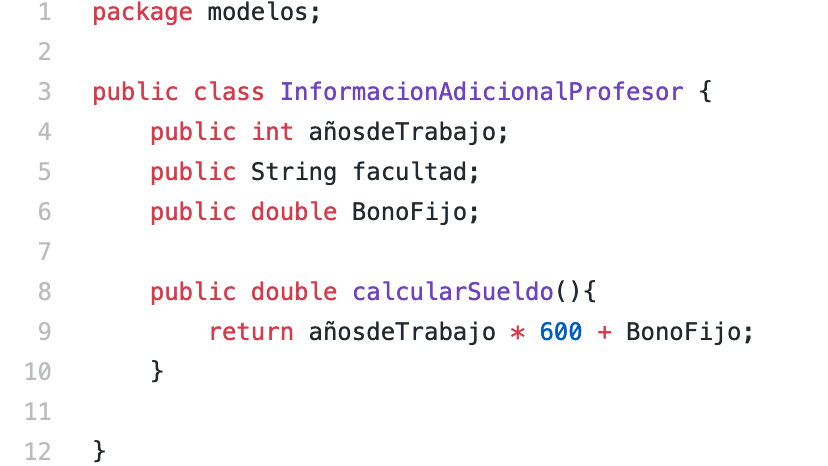 1 package modelos;
2
3 public class InformacionAdicionalProfesor {
4 public int añosdeTrabajo;
5 public String facultad;
6 public double BonoFijo;
7
8 public double calcularSueldo(){
9 return añosdeTrabajo * 600 + BonoFijo;
10 }
11
12 }